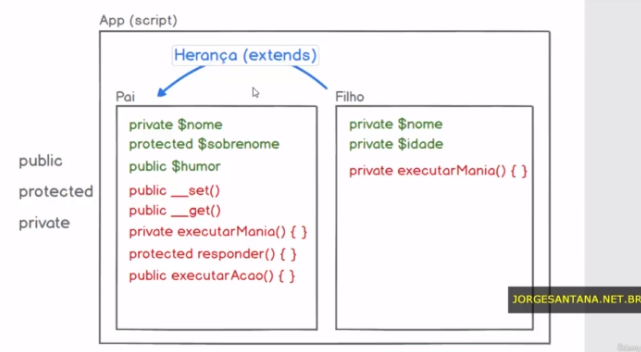 App (script)
Herança (extends)
Pai
Filho
public
protected
private
private $nome
protected $sobrenome
public $humor
public __set()
public __get()
private executarMania() { }
protected responder() { }
public executarAcao() { }
private $nome
private $idade
private executarMania() { }
JORGESANTANA.NET.BR